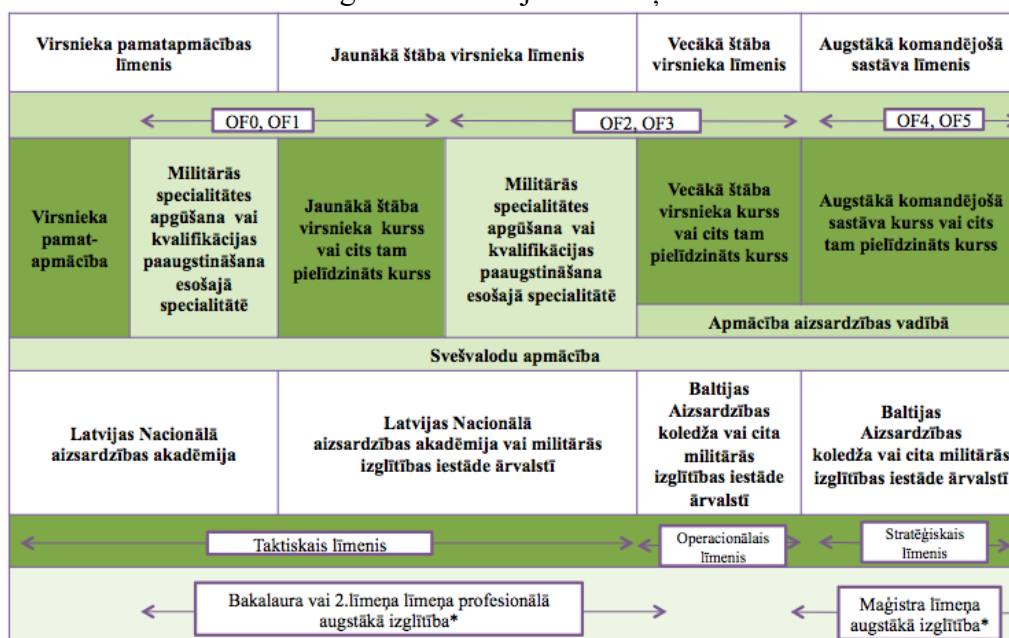 Virsnieka pamatapmācības
līmenis
Jaunākā štāba virsnieka līmenis
Vecākā štāba
virsnieka līmenis
Augstākā komandējošā
sastāva līmenis
OF0, OF1
OF2, OF3
OF4, OF5
Virsnieka
pamat-
apmācība
Militārās
specialitātes
apgūšana vai
kvalifikācijas
paaugstināšana
esošajā
specialitātē
Jaunākā štāba
virsnieka kurss
vai cits tam
pielīdzināts kurss
Militārās
specialitātes
apgūšana vai
kvalifikācijas
paaugstināšana
esošajā specialitātē
Vecākā štāba
virsnieka kurss
vai cits tam
pielīdzināts kurss
Augstākā komandējošā
sastāva kurss vai cits
tam pielīdzināts kurss
Apmācība aizsardzības vadībā
Svešvalodu apmācība
Latvijas Nacionālā
aizsardzības akadēmija
Latvijas Nacionālā
aizsardzības akadēmija vai militārās
izglītības iestāde ārvalstī
Baltijas
Aizsardzības
koledža vai cita
militārās
izglītības iestāde
ārvalstī
Baltijas
Aizsardzības
koledža vai cita militārās
izglītības iestāde ārvalstī
Taktiskais līmenis
Operacionālais
līmenis
Stratēģiskais
līmenis
Bakalaura vai 2.līmeņa līmeņa profesionālā
augstākā izglītība*
Maģistra līmeņa
augstākā izglītība*